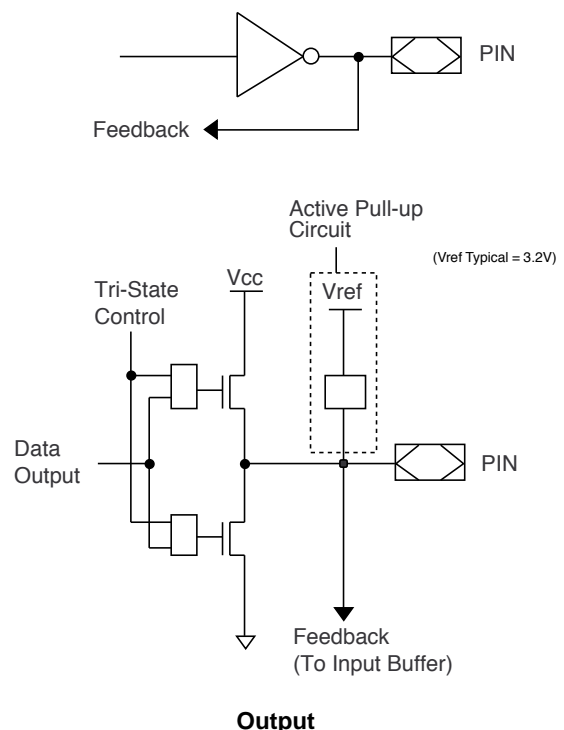 PIN
Feedback
Active Pull-up
Circuit
(Vref Typical = 3.2V)
Vcc
Vref
Tri-State
Control
Data
Output
PIN
Feedback
(To Input Buffer)
Output